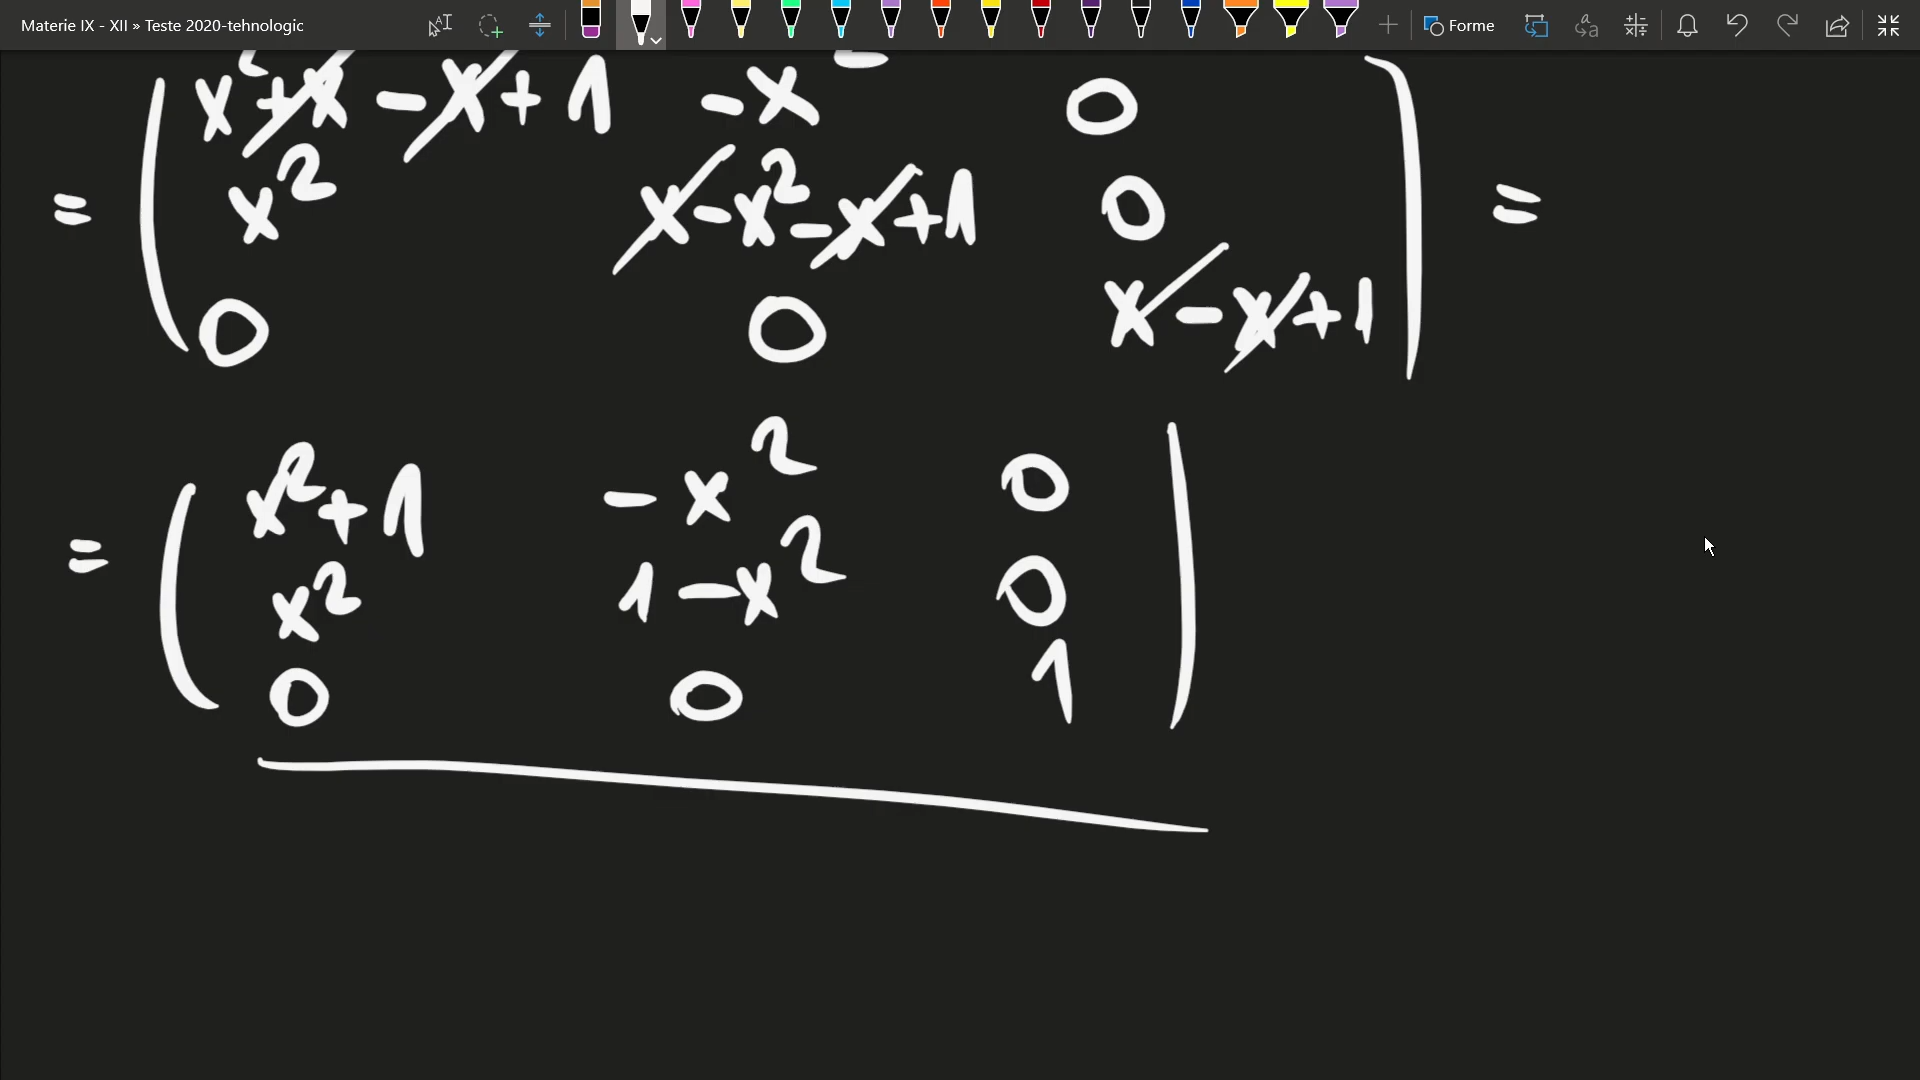 Materie IX - XII » Teste 2020-tehnologic
Forme
x²+x-x+1 -x² 0
= ( x² x-x²-x+1 0 ) =
0 0 x-x+1
x²+1 -x² 0
= ( x² 1-x² 0 |
0 0 1